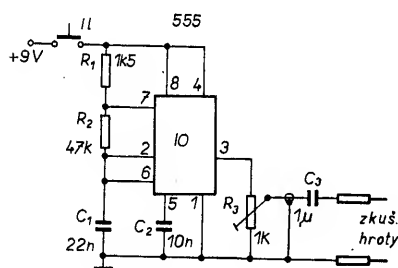 Il 555
+9V
R1 1k5
8 4
7
R2 IO
47k 2 3
6 C3
5 1 R3 1µ zkuš.
C1 C2 1K hroty
22n 10n